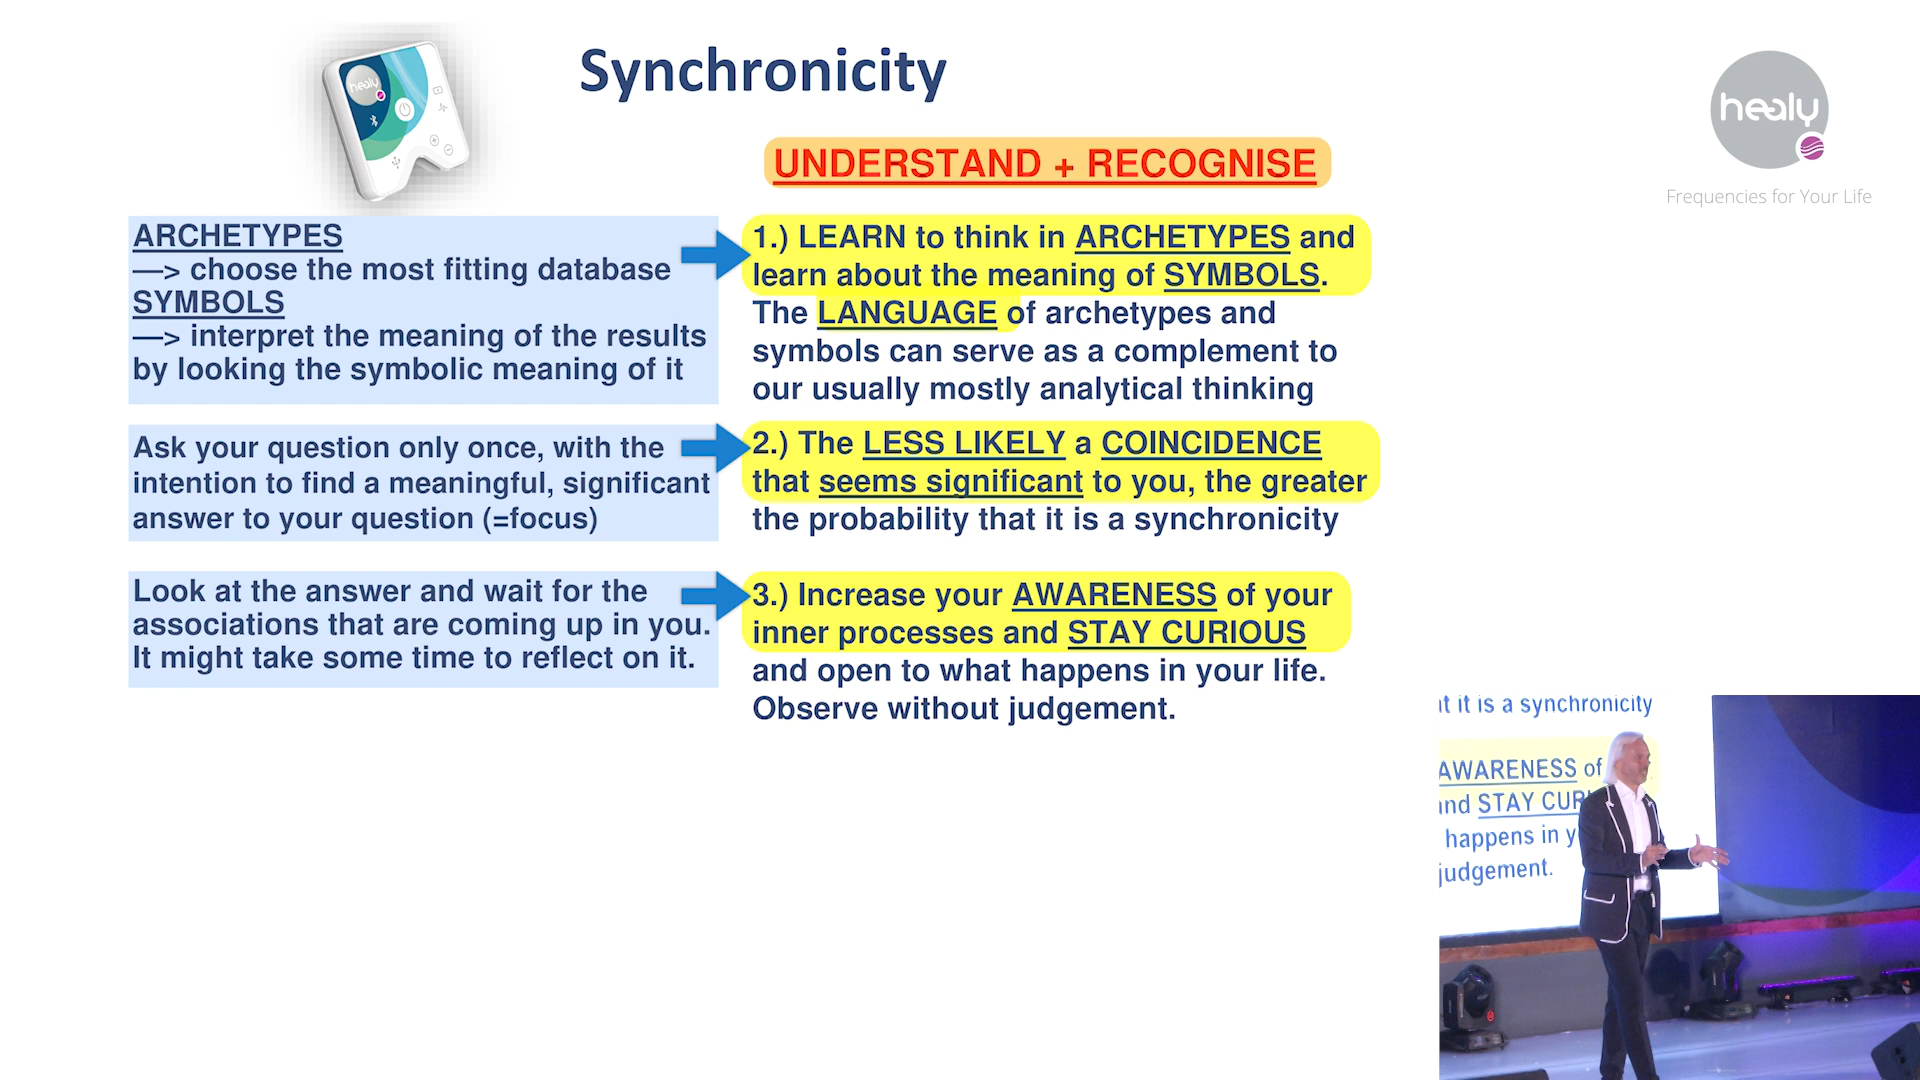 healy
Synchronicity
healy
Frequencies for Your Life
UNDERSTAND + RECOGNISE
ARCHETYPES
—> choose the most fitting database
SYMBOLS
—> interpret the meaning of the results
by looking the symbolic meaning of it
1.) LEARN to think in ARCHETYPES and
learn about the meaning of SYMBOLS.
The LANGUAGE of archetypes and
symbols can serve as a complement to
our usually mostly analytical thinking
Ask your question only once, with the
intention to find a meaningful, significant
answer to your question (=focus)
2.) The LESS LIKELY a COINCIDENCE
that seems significant to you, the greater
the probability that it is a synchronicity
Look at the answer and wait for the
associations that are coming up in you.
It might take some time to reflect on it.
3.) Increase your AWARENESS of your
inner processes and STAY CURIOUS
and open to what happens in your life.
Observe without judgement.
it is a synchronicity
AWARENESS of
STAY CUR
happens in y
judgement.